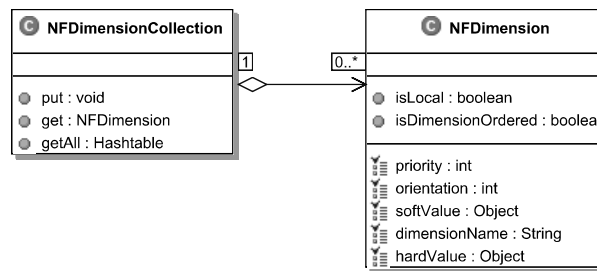 C NFDimensionCollection
put : void
get : NFDimension
getAll : Hashtable
1
0..*
C NFDimension
isLocal : boolean
isDimensionOrdered : boolea
priority : int
orientation : int
softValue : Object
dimensionName : String
hardValue : Object